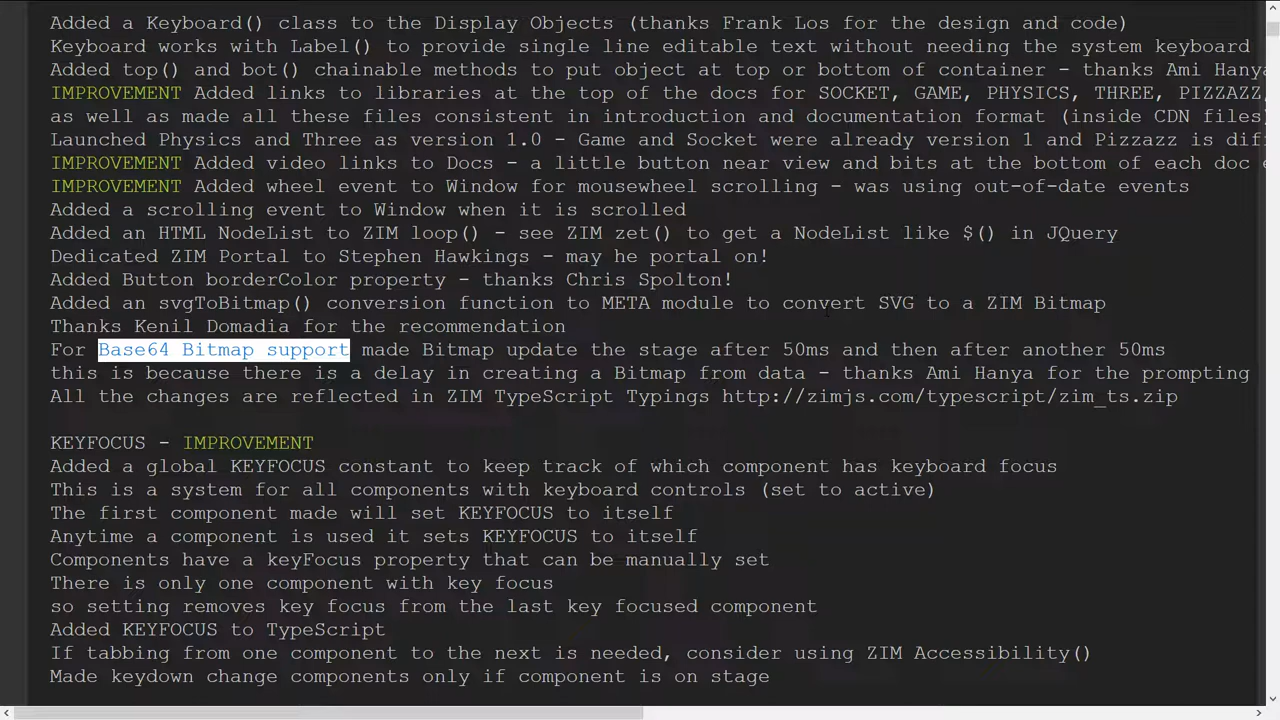 Added a Keyboard() class to the Display Objects (thanks Frank Los for the design and code)
Keyboard works with Label() to provide single line editable text without needing the system keyboard
Added top() and bot() chainable methods to put object at top or bottom of container - thanks Ami Hanya
IMPROVEMENT Added links to libraries at the top of the docs for SOCKET, GAME, PHYSICS, THREE, PIZZAZZ,
as well as made all these files consistent in introduction and documentation format (inside CDN files)
Launched Physics and Three as version 1.0 - Game and Socket were already version 1 and Pizzazz is
IMPROVEMENT Added video links to Docs - a little button near view and bits at the bottom of each doc
IMPROVEMENT Added wheel event to Window for mousewheel scrolling - was using out-of-date events
Added a scrolling event to Window when it is scrolled
Added an HTML NodeList to ZIM loop() - see ZIM zet() to get a NodeList like $() in JQuery
Dedicated ZIM Portal to Stephen Hawkings - may he portal on!
Added Button borderColor property - thanks Chris Spolton!
Added an svgToBitmap() conversion function to META module to convert SVG to a ZIM Bitmap
Thanks Kenil Domadia for the recommendation
For Base64 Bitmap support made Bitmap update the stage after 50ms and then after another 50ms
this is because there is a delay in creating a Bitmap from data - thanks Ami Hanya for the prompting
All the changes are reflected in ZIM TypeScript Typings http://zimjs.com/typescript/zim_ts.zip
KEYFOCUS - IMPROVEMENT
Added a global KEYFOCUS constant to keep track of which component has keyboard focus
This is a system for all components with keyboard controls (set to active)
The first component made will set KEYFOCUS to itself
Anytime a component is used it sets KEYFOCUS to itself
Components have a keyFocus property that can be manually set
There is only one component with key focus
so setting removes key focus from the last key focused component
Added KEYFOCUS to TypeScript
If tabbing from one component to the next is needed, consider using ZIM Accessibility()
Made keydown change components only if component is on stage